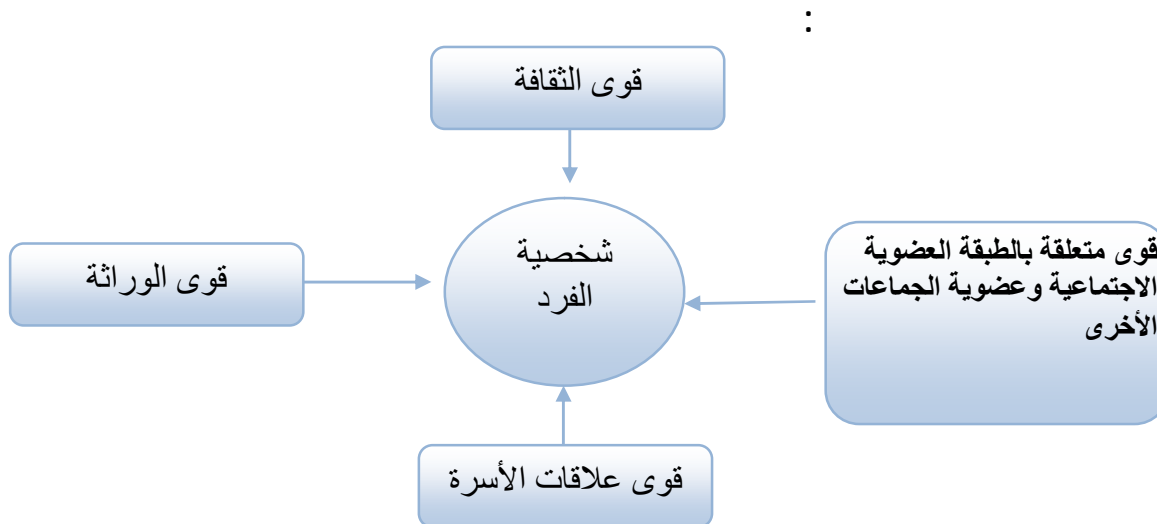 :
قوى الثقافة
قوى متعلقة بالطبقة العضوية
الاجتماعية وعضوية الجماعات
الأخرى
شخصية
الفرد
قوى الوراثة
قوى علاقات الأسرة